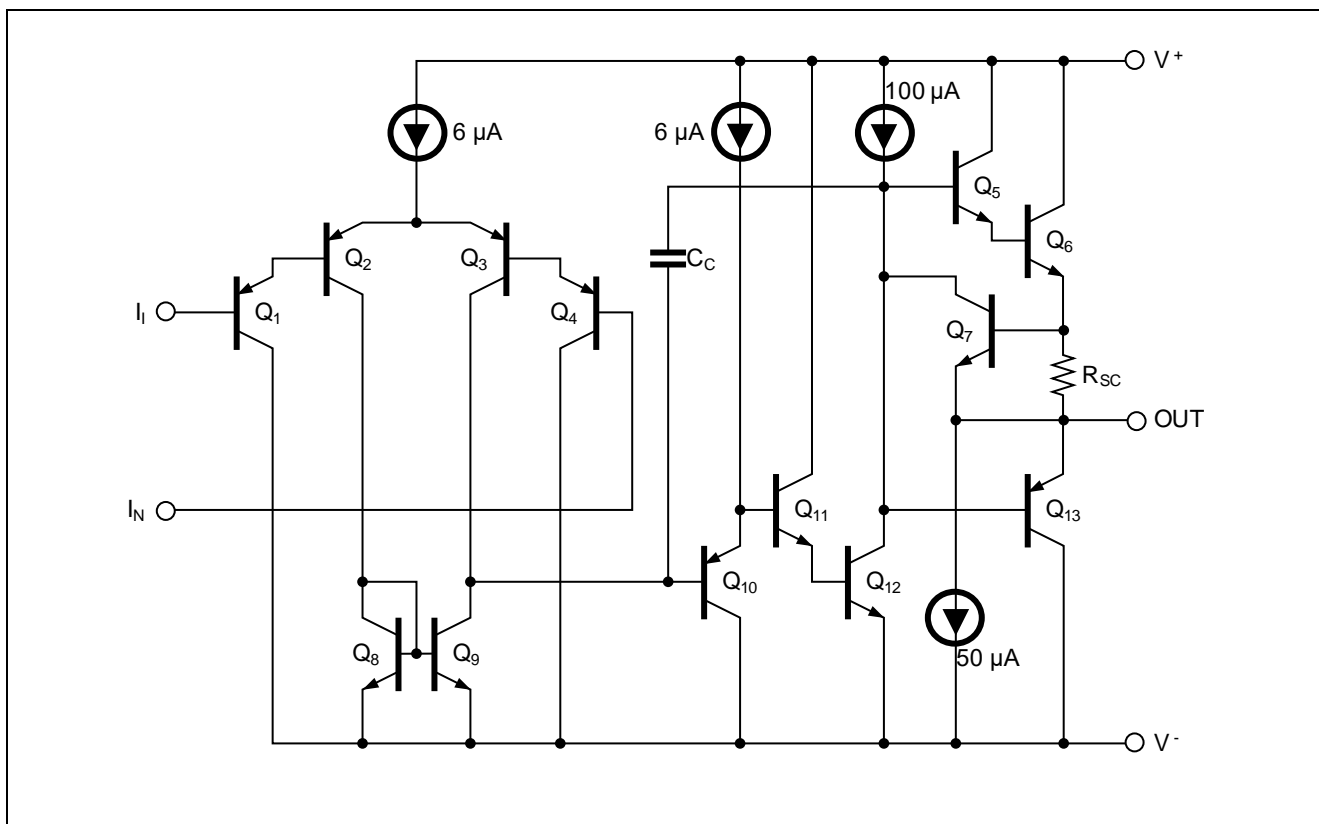 V+
100 µA
6 µA
6 µA
Q5
Q6
Q2
Q3
CC
Q1
Q4
II
Q7
RSC
OUT
IN
Q11
Q13
Q10
Q12
Q8
Q9
50 µA
V-